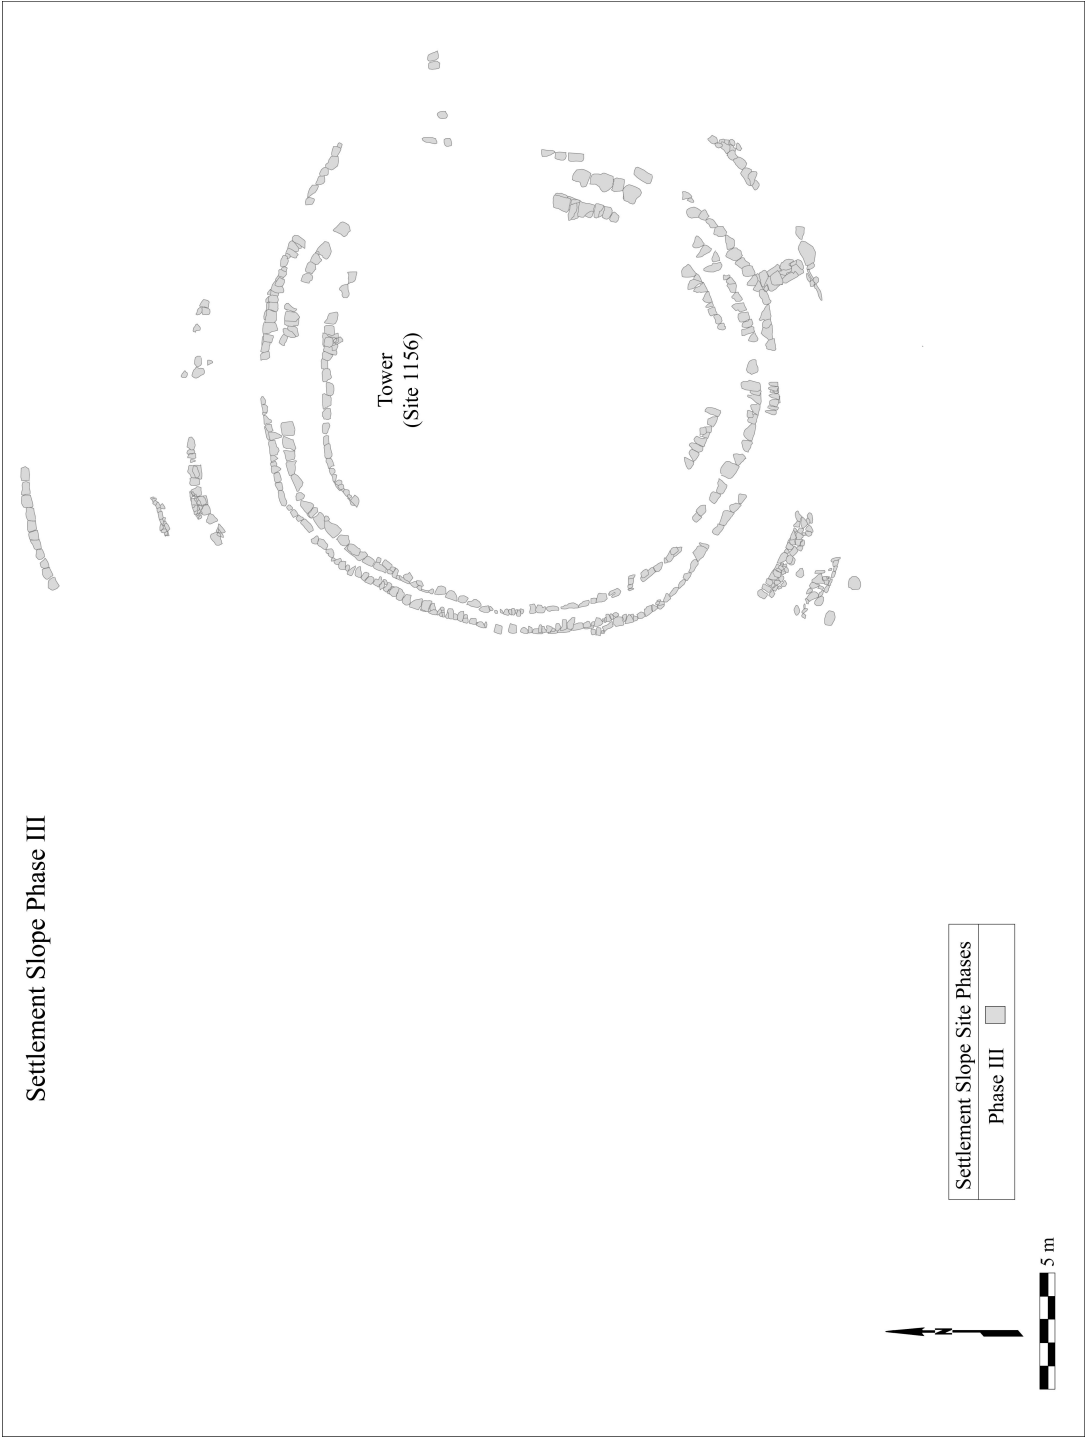 Settlement Slope Phase III
Tower
(Site 1156)
Settlement Slope Site Phases
Phase III
N
5 m